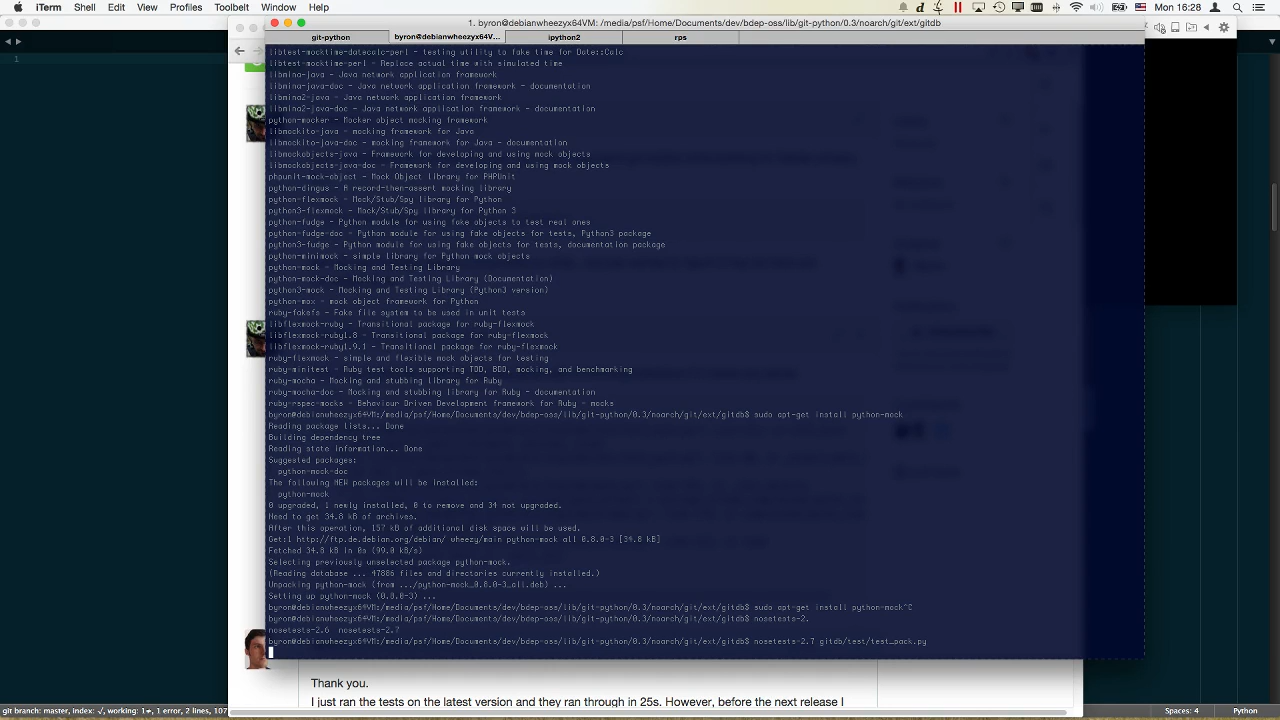 iTerm Shell Edit View Profiles Toolbelt Window Help
Mon 16:28
1. byron@debianwheezyx64VM: /media/psf/Home/Documents/dev/bdep-oss/lib/git-python/0.3/noarch/git/ext/gitdb
git-python byron@debianwheezyx64V... ipython2 rps
1
libtest-mocktime-datecalc-perl - testing utility to fake time for Date::Calc
libtest-mocktime-perl - Replace actual time with simulated time
libmina-java - Java network application framework
libmina-java-doc - Java network application framework - documentation
libmina2-java - Java network application framework
libmina2-java-doc - Java network application framework - documentation
python-mocker - Mocker object mocking framework
libmockito-java - mocking framework for Java
libmockito-java-doc - mocking framework for Java - documentation
libmockobjects-java - Framework for developing and using mock objects
libmockobjects-java-doc - Framework for developing and using mock objects
phpunit-mock-object - Mock Object library for PHPUnit
python-dingus - A record-then-assert mocking library
python-flexmock - Mock/Stub/Spy library for Python
python3-flexmock - Mock/Stub/Spy library for Python 3
python-fudge - Python module for using fake objects to test real ones
python-fudge-doc - Python module for using fake objects for tests, Python3 package
python3-fudge - Python module for using fake objects for tests, documentation package
python-minimock - simple library for Python mock objects
python-mock - Mocking and Testing Library
python-mock-doc - Mocking and Testing Library (Documentation)
python3-mock - Mocking and Testing Library (Python3 version)
python-mox - mock object framework for Python
ruby-fakefs - Fake file system to be used in unit tests
libflexmock-ruby - Transitional package for ruby-flexmock
libflexmock-ruby1.8 - Transitional package for ruby-flexmock
libflexmock-ruby1.9.1 - Transitional package for ruby-flexmock
ruby-flexmock - simple and flexible mock objects for testing
ruby-minitest - Ruby test tools supporting TDD, BDD, mocking, and benchmarking
ruby-mocha - Mocking and stubbing library for Ruby
ruby-mocha-doc - Mocking and stubbing library for Ruby - documentation
ruby-rspec-mocks - Behaviour Driven Development framework for Ruby - mocks
byron@debianwheezyx64VM:/media/psf/Home/Documents/dev/bdep-oss/lib/git-python/0.3/noarch/git/ext/gitdb$ sudo apt-get install python-mock
Reading package lists... Done
Building dependency tree
Reading state information... Done
Suggested packages:
python-mock-doc
The following NEW packages will be installed:
python-mock
0 upgraded, 1 newly installed, 0 to remove and 34 not upgraded.
Need to get 34.8 kB of archives.
After this operation, 157 kB of additional disk space will be used.
Get:1 http://ftp.de.debian.org/debian/ wheezy/main python-mock all 0.8.0-3 [34.8 kB]
Fetched 34.8 kB in 0s (99.0 kB/s)
Selecting previously unselected package python-mock.
(Reading database ... 47886 files and directories currently installed.)
Unpacking python-mock (from .../python-mock_0.8.0-3_all.deb) ...
Setting up python-mock (0.8.0-3) ...
byron@debianwheezyx64VM:/media/psf/Home/Documents/dev/bdep-oss/lib/git-python/0.3/noarch/git/ext/gitdb$ sudo apt-get install python-mock^C
byron@debianwheezyx64VM:/media/psf/Home/Documents/dev/bdep-oss/lib/git-python/0.3/noarch/git/ext/gitdb$ nosetests-2.
nosetests-2.6 nosetests-2.7
byron@debianwheezyx64VM:/media/psf/Home/Documents/dev/bdep-oss/lib/git-python/0.3/noarch/git/ext/gitdb$ nosetests-2.7 gitdb/test/test_pack.py
Thank you.
I just ran the tests on the latest version and they ran through in 25s. However, before the next release I
git branch: master, index: √, working: 1≠, 1 error, 2 lines, 107
Spaces: 4 Python